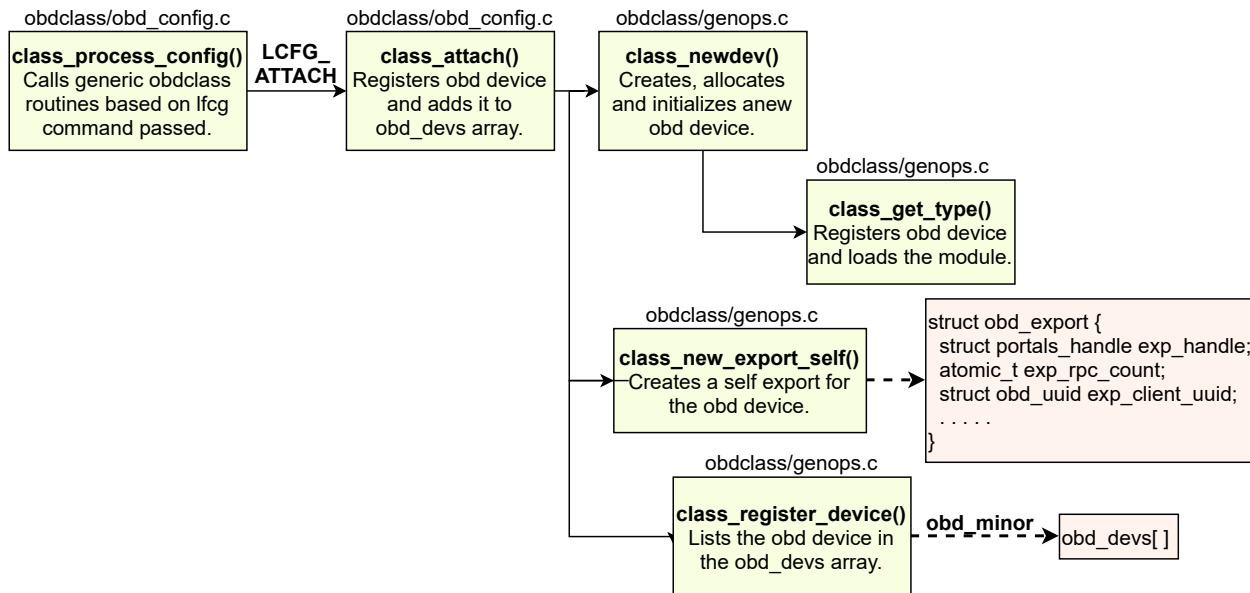 obdclass/obd_config.c
class_process_config()
Calls generic obdclass
routines based on lfcg
command passed.
LCFG_
ATTACH
obdclass/obd_config.c
class_attach()
Registers obd device
and adds it to
obd_devs array.
obdclass/genops.c
class_newdev()
Creates, allocates
and initializes anew
obd device.
obdclass/genops.c
class_get_type()
Registers obd device
and loads the module.
obdclass/genops.c
class_new_export_self()
Creates a self export for
the obd device.
struct obd_export {
struct portals_handle exp_handle;
atomic_t exp_rpc_count;
struct obd_uuid exp_client_uuid;
. . . . .
}
obdclass/genops.c
class_register_device()
Lists the obd device in
the obd_devs array.
obd_minor
obd_devs[ ]